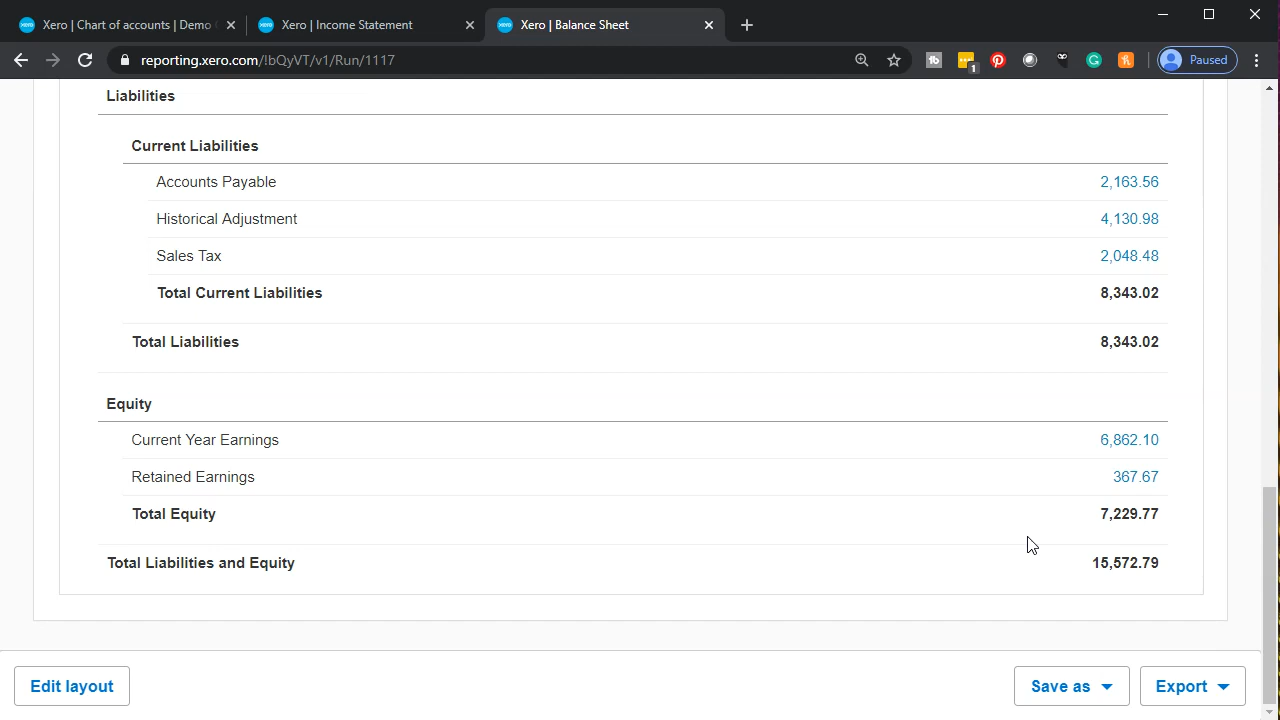 Xero | Chart of accounts | Demo
Xero | Income Statement
Xero | Balance Sheet
reporting.xero.com/!bQyVT/v1/Run/1117
1
Paused
Liabilities
Current Liabilities
Accounts Payable 2,163.56
Historical Adjustment 4,130.98
Sales Tax 2,048.48
Total Current Liabilities 8,343.02
Total Liabilities 8,343.02
Equity
Current Year Earnings 6,862.10
Retained Earnings 367.67
Total Equity 7,229.77
Total Liabilities and Equity 15,572.79
Edit layout
Save as
Export